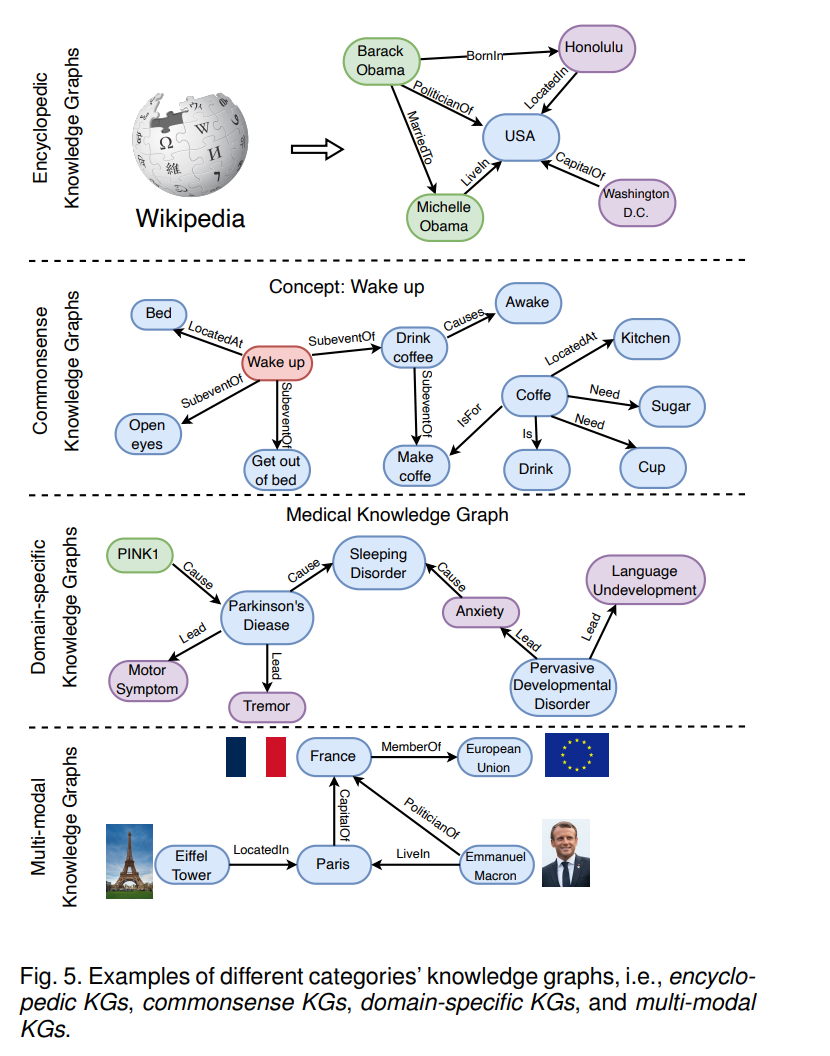 Encyclopedic
Knowledge Graphs
Ω
W
И
維
Wikipedia
Barack
Obama
BornIn
Honolulu
PoliticianOf
LocatedIn
MarriedTo
USA
LiveIn
CapitalOf
Michelle
Obama
Washington
D.C.
Commonsense
Knowledge Graphs
Concept: Wake up
Bed
LocatedAt
Wake up
SubeventOf
Drink
coffee
Causes
Awake
SubeventOf
Open
eyes
SubeventOf
Get out
of bed
SubeventOf
Make
coffe
IsFor
Coffe
LocatedAt
Kitchen
Need
Sugar
Need
Cup
Is
Drink
Domain-specific
Knowledge Graphs
Medical Knowledge Graph
PINK1
Cause
Parkinson's
Diease
Cause
Sleeping
Disorder
Cause
Anxiety
Language
Undevelopment
Lead
Motor
Symptom
Lead
Tremor
Lead
Lead
Pervasive
Developmental
Disorder
Multi-modal
Knowledge Graphs
France
MemberOf
European
Union
CapitalOf
PoliticianOf
Eiffel
Tower
LocatedIn
Paris
LiveIn
Emmanuel
Macron
Fig. 5. Examples of different categories' knowledge graphs, i.e., encyclo-
pedic KGs, commonsense KGs, domain-specific KGs, and multi-modal
KGs.